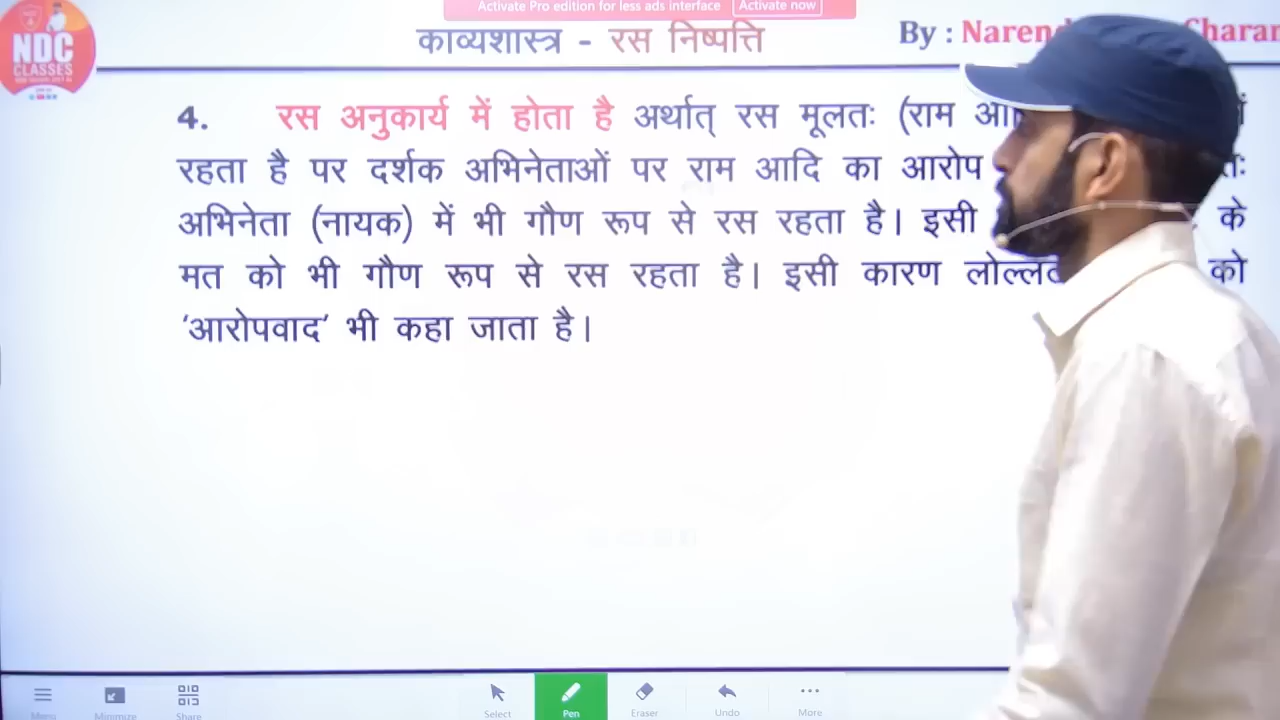 Activate Pro edition for less ads interface Activate now
NDC
CLASSES
काव्यशास्त्र - रस निष्पत्ति
By :
4. रस अनुकार्य में होता है अर्थात् रस मूलतः (राम
रहता है पर दर्शक अभिनेताओं पर राम आदि का आरोप
अभिनेता (नायक) में भी गौण रूप से रस रहता है। इसी के
मत को भी गौण रूप से रस रहता है। इसी कारण को
‘आरोपवाद’ भी कहा जाता है।
Menu Minimize Share Select Pen Eraser Undo More